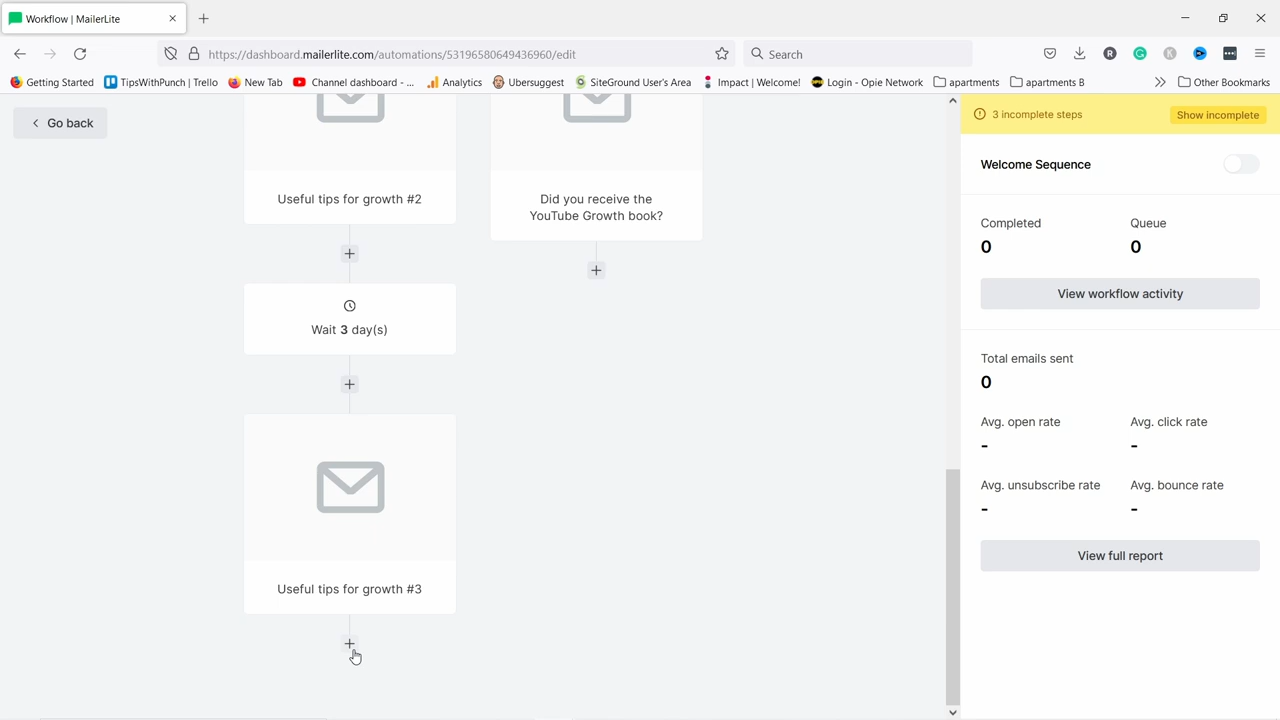 Workflow | MailerLite
https://dashboard.mailerlite.com/automations/53196580649436960/edit
Search
Getting Started
TipsWithPunch | Trello
New Tab
Channel dashboard - ...
Analytics
Ubersuggest
SiteGround User's Area
Impact | Welcome!
Login - Opie Network
apartments
apartments B
Other Bookmarks
Go back
Useful tips for growth #2
Did you receive the
YouTube Growth book?
Wait 3 day(s)
Useful tips for growth #3
3 incomplete steps
Show incomplete
Welcome Sequence
Completed
Queue
0
0
View workflow activity
Total emails sent
0
Avg. open rate
Avg. click rate
-
-
Avg. unsubscribe rate
Avg. bounce rate
-
-
View full report